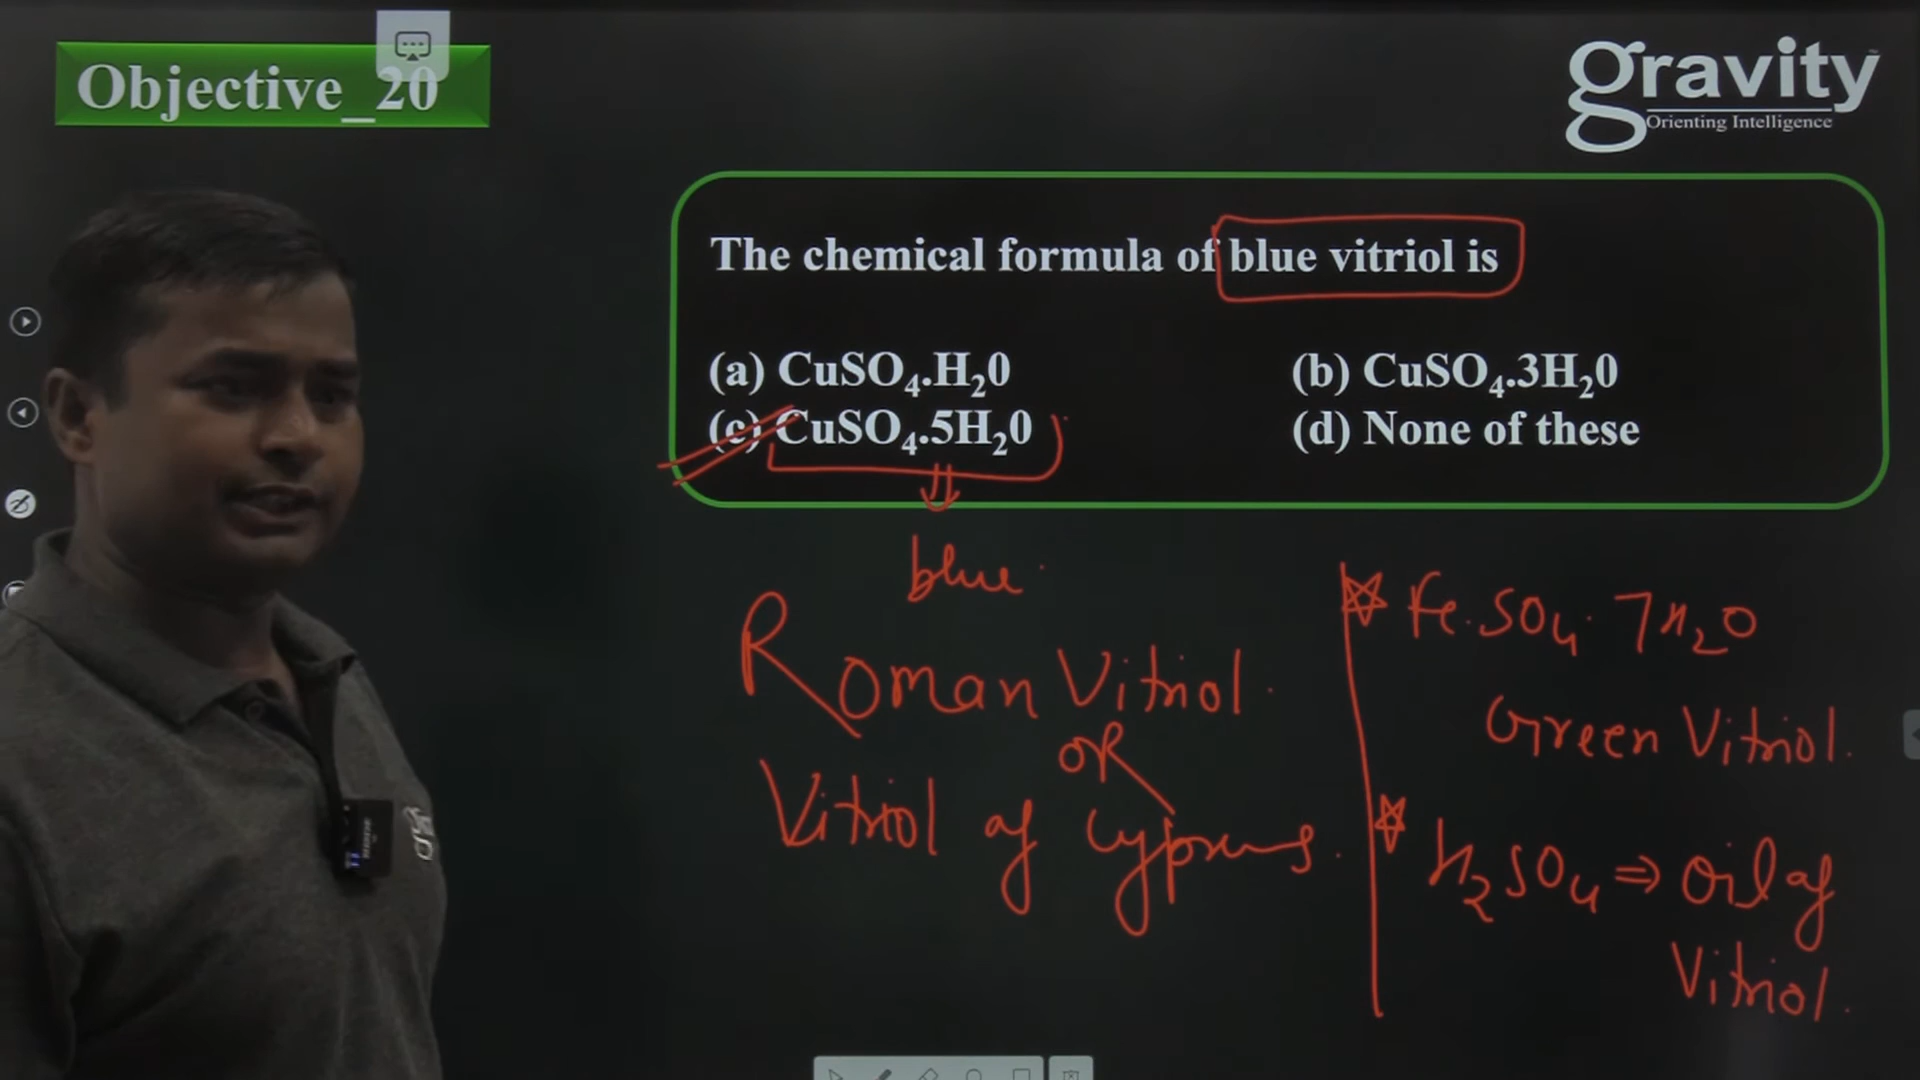 Objective_20
gravity
Orienting Intelligence
The chemical formula of blue vitriol is
(a) CuSO₄.H₂0
(b) CuSO₄.3H₂0
(c) CuSO₄.5H₂0
(d) None of these
blue.
Roman Vitriol.
OR
Vitriol of Cyprus.
Fe.SO₄.7H₂O
Green Vitriol.
H₂SO₄ ⇒ Oil of
Vitriol.